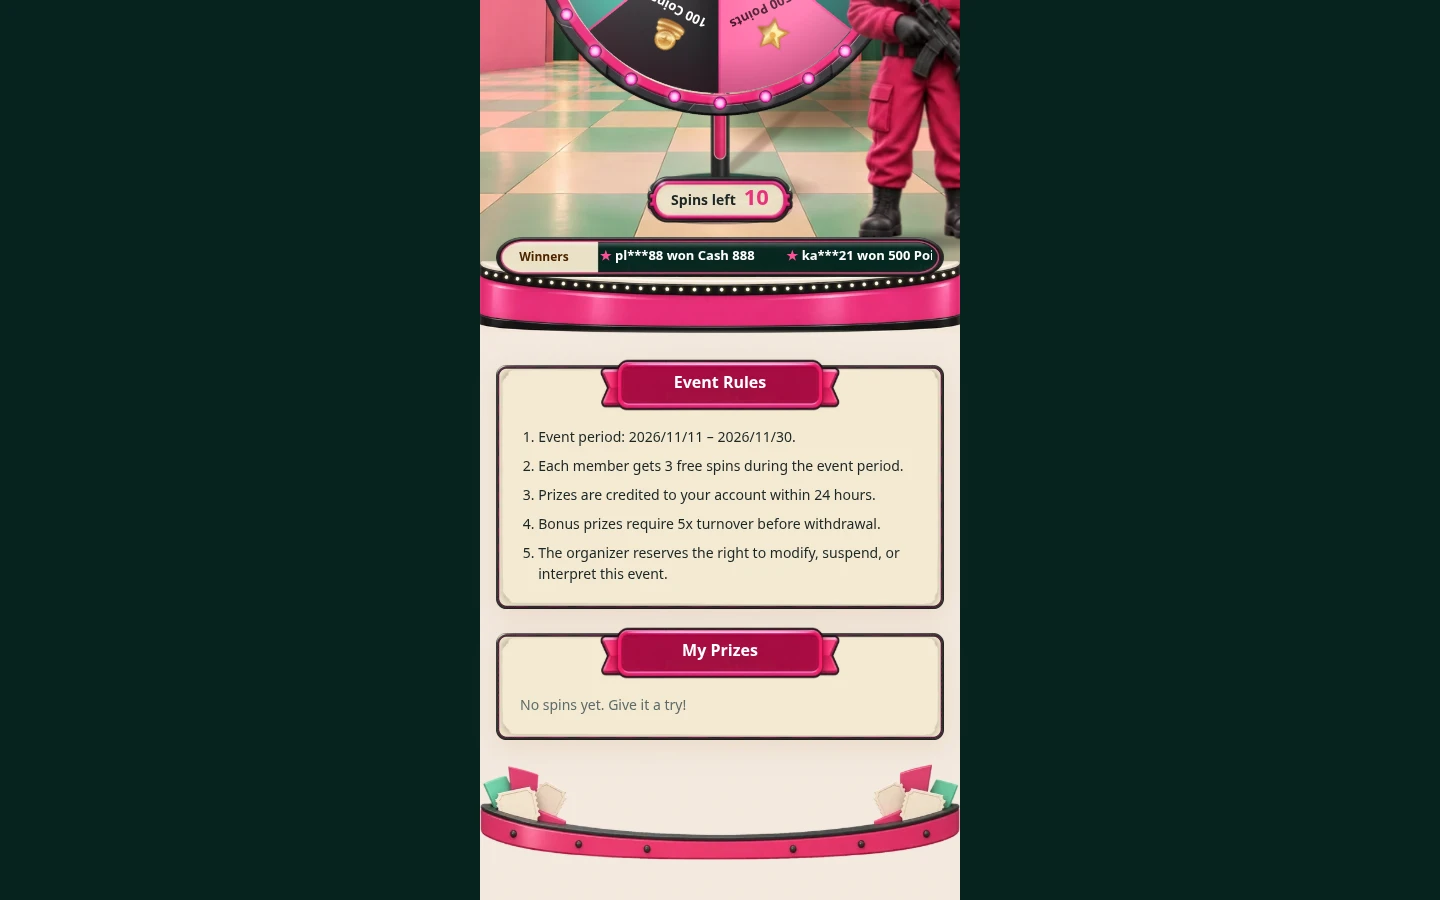 100 Coins
500 Points
Spins left 10
Winners ★ pl***88 won Cash 888 ★ ka***21 won 500 Poi
Event Rules
1. Event period: 2026/11/11 – 2026/11/30.
2. Each member gets 3 free spins during the event period.
3. Prizes are credited to your account within 24 hours.
4. Bonus prizes require 5x turnover before withdrawal.
5. The organizer reserves the right to modify, suspend, or
interpret this event.
My Prizes
No spins yet. Give it a try!